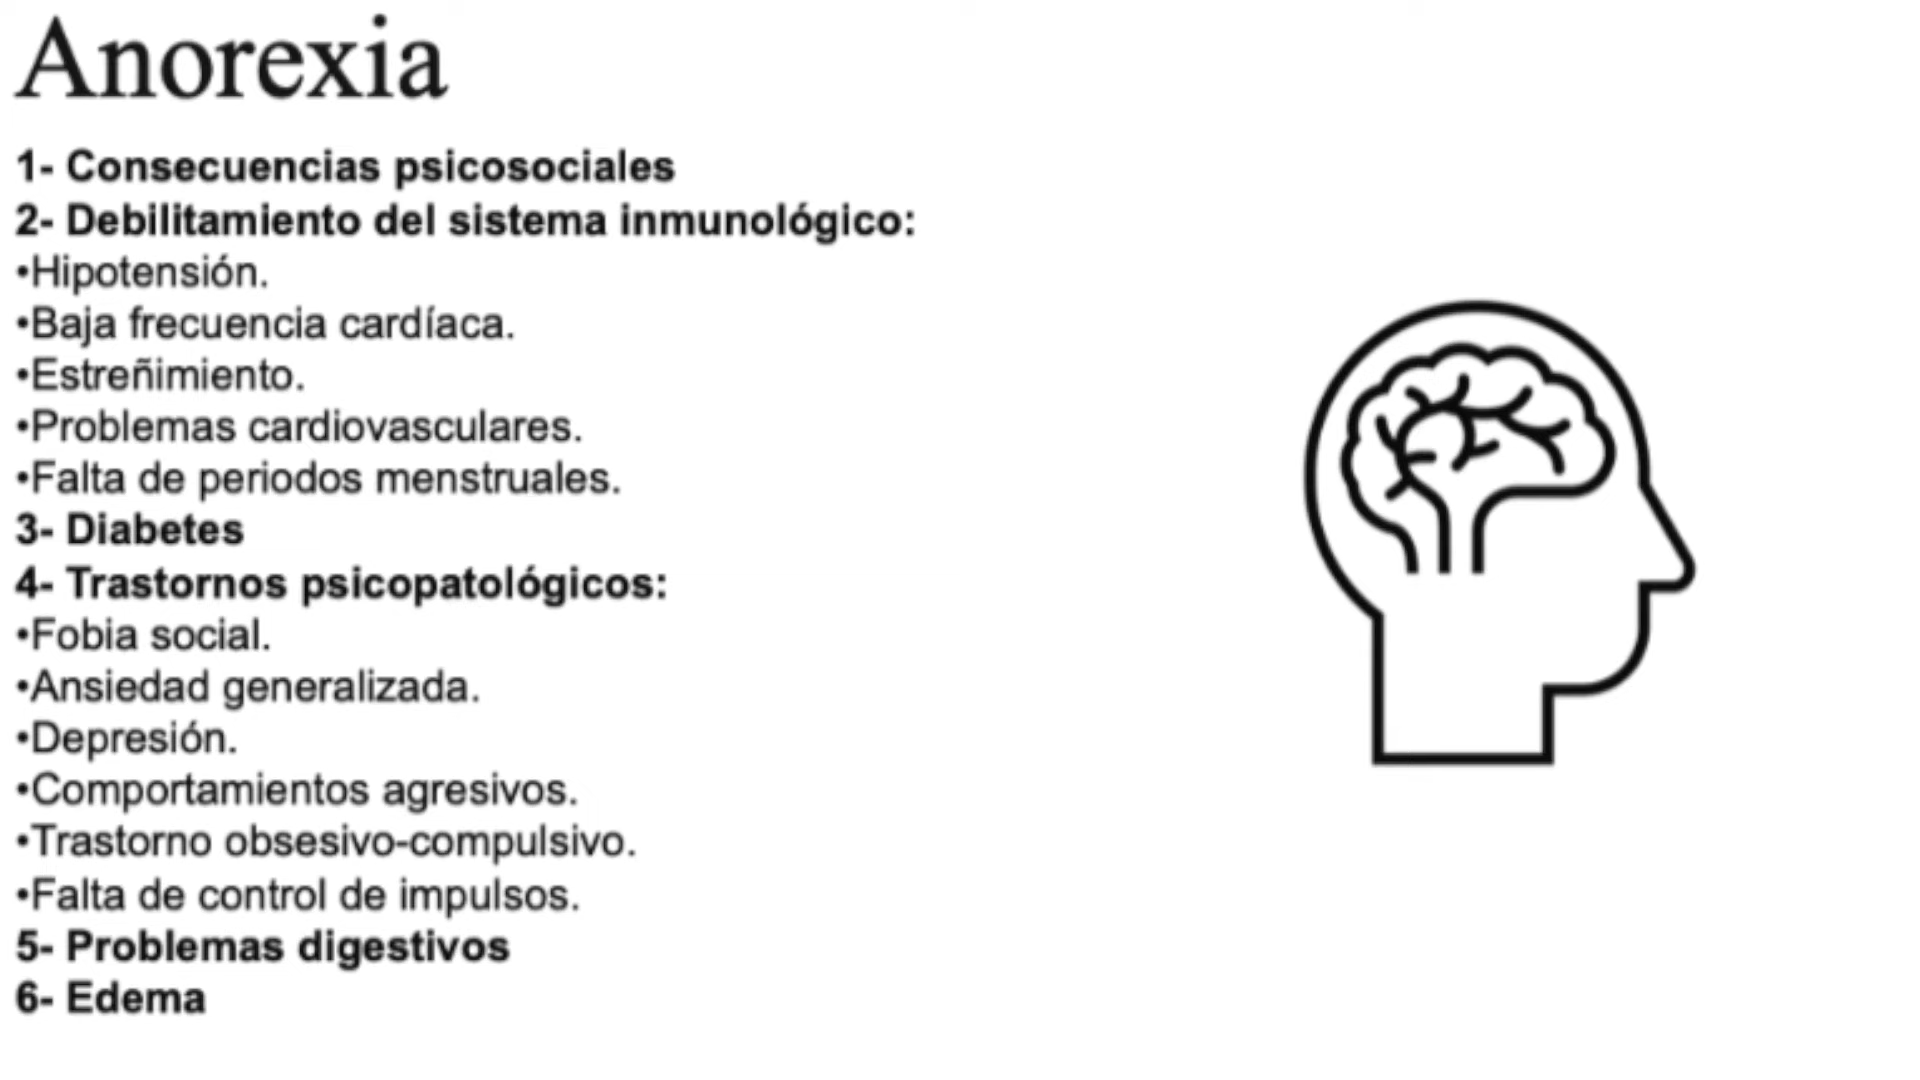 Anorexia
1- Consecuencias psicosociales
2- Debilitamiento del sistema inmunológico:
•Hipotensión.
•Baja frecuencia cardíaca.
•Estreñimiento.
•Problemas cardiovasculares.
•Falta de periodos menstruales.
3- Diabetes
4- Trastornos psicopatológicos:
•Fobia social.
•Ansiedad generalizada.
•Depresión.
•Comportamientos agresivos.
•Trastorno obsesivo-compulsivo.
•Falta de control de impulsos.
5- Problemas digestivos
6- Edema